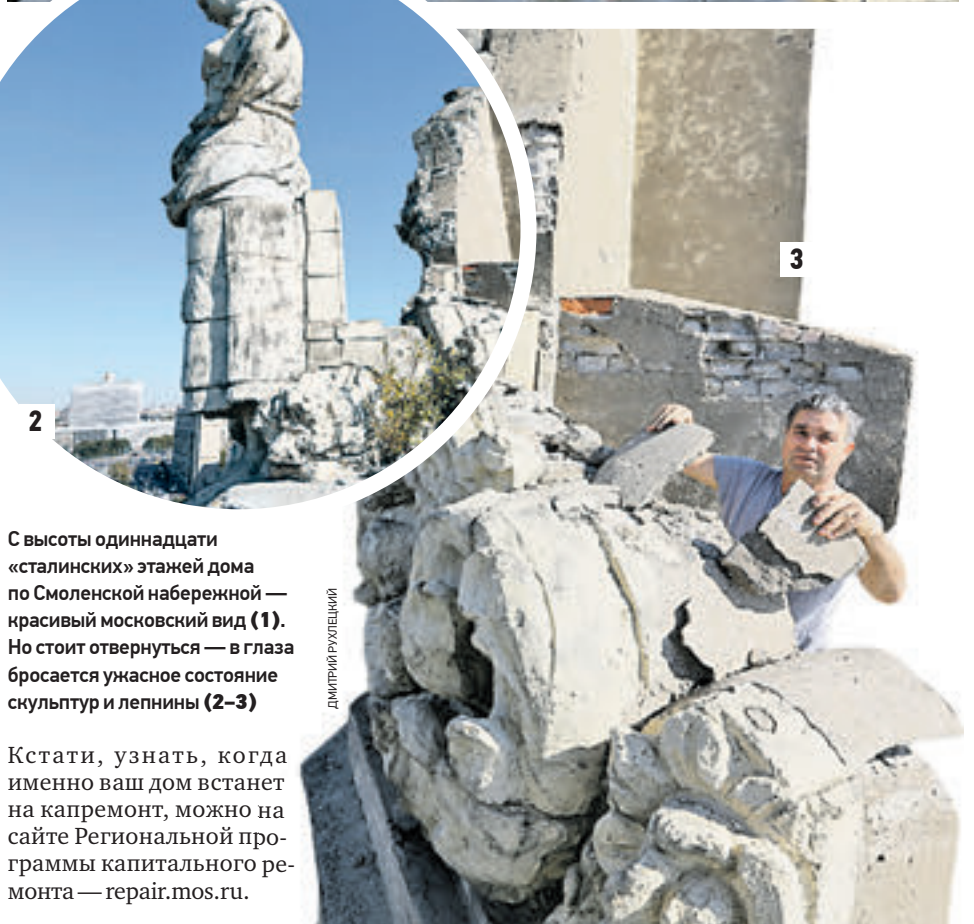 2
3
С высоты одиннадцати
«сталинских» этажей дома
по Смоленской набережной —
красивый московский вид (1).
Но стоит отвернуться — в глаза
бросается ужасное состояние
скульптур и лепнины (2–3)
ДМИТРИЙ РУХЛЕЦКИЙ
Кстати, узнать, когда
именно ваш дом встанет
на капремонт, можно на
сайте Региональной про-
граммы капитального ре-
монта — repair.mos.ru.